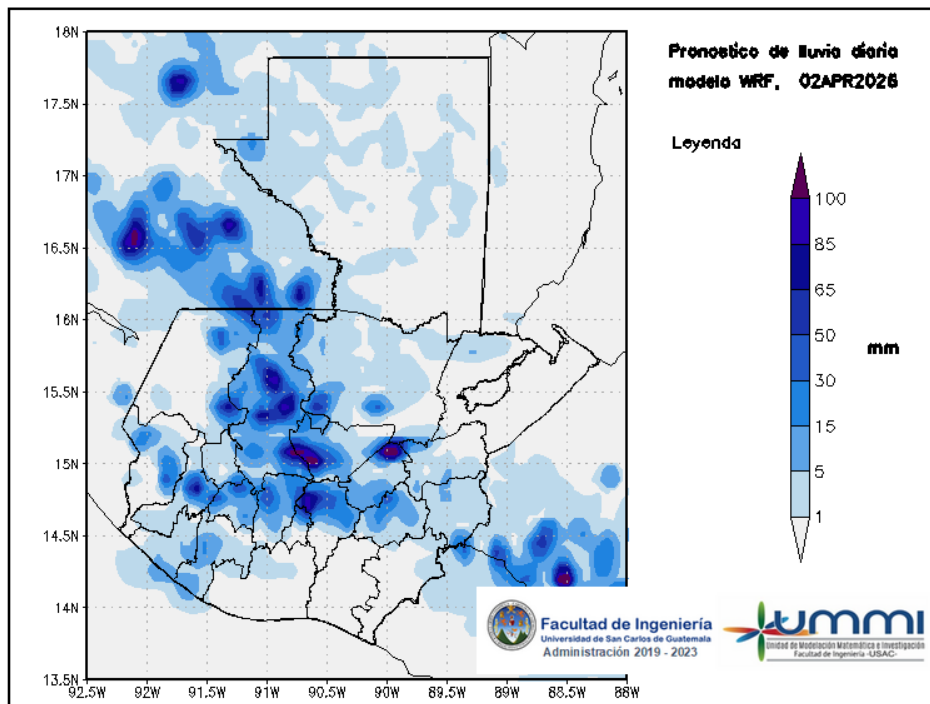 Pronostico de lluvia diaria
modelo WRF, 02APR2026
Leyenda
100
85
65
50
30
15
5
1
mm
18N
17.5N
17N
16.5N
16N
15.5N
15N
14.5N
14N
13.5N
92.5W
92W
91.5W
91W
90.5W
90W
89.5W
89W
88.5W
88W
Facultad de Ingeniería
Universidad de San Carlos de Guatemala
Administración 2019 - 2023
ummi
Unidad de Modelación Matemática e Investigación
Facultad de Ingeniería -USAC-